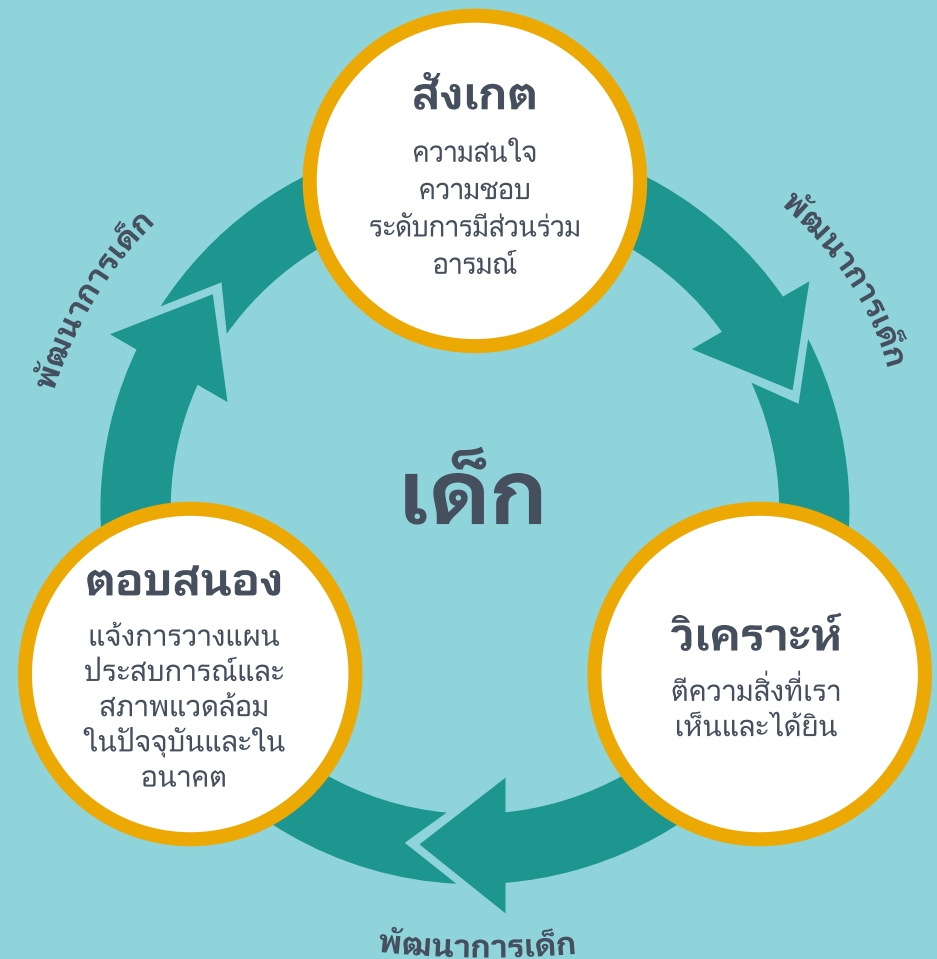 สังเกต
ความสนใจ
ความชอบ
ระดับการมีส่วนร่วม
อารมณ์
พัฒนาการเด็ก
พัฒนาการเด็ก
เด็ก
ตอบสนอง
แจ้งการวางแผน
ประสบการณ์และ
สภาพแวดล้อม
ในปัจจุบันและใน
อนาคต
วิเคราะห์
ตีความสิ่งที่เรา
เห็นและได้ยิน
พัฒนาการเด็ก